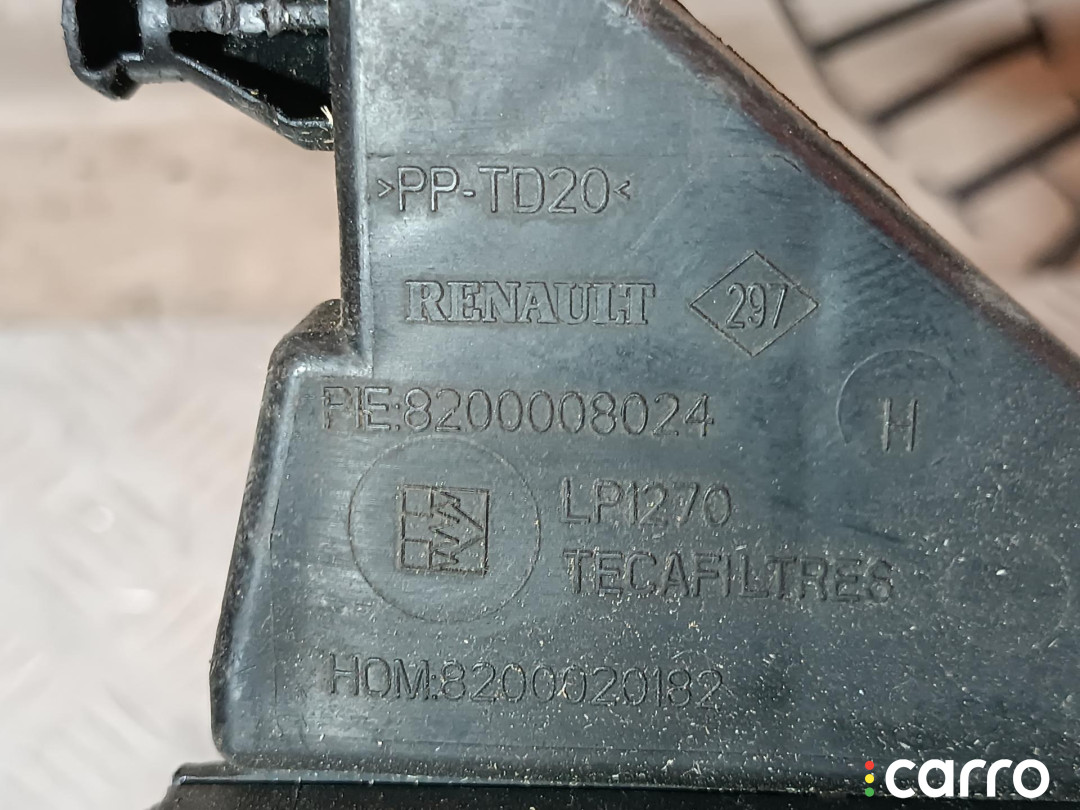 >PP-TD20<
RENAULT 297
PIE:8200008024 H
LP1270
TECAFILTRES
HOM:8200020182
carro